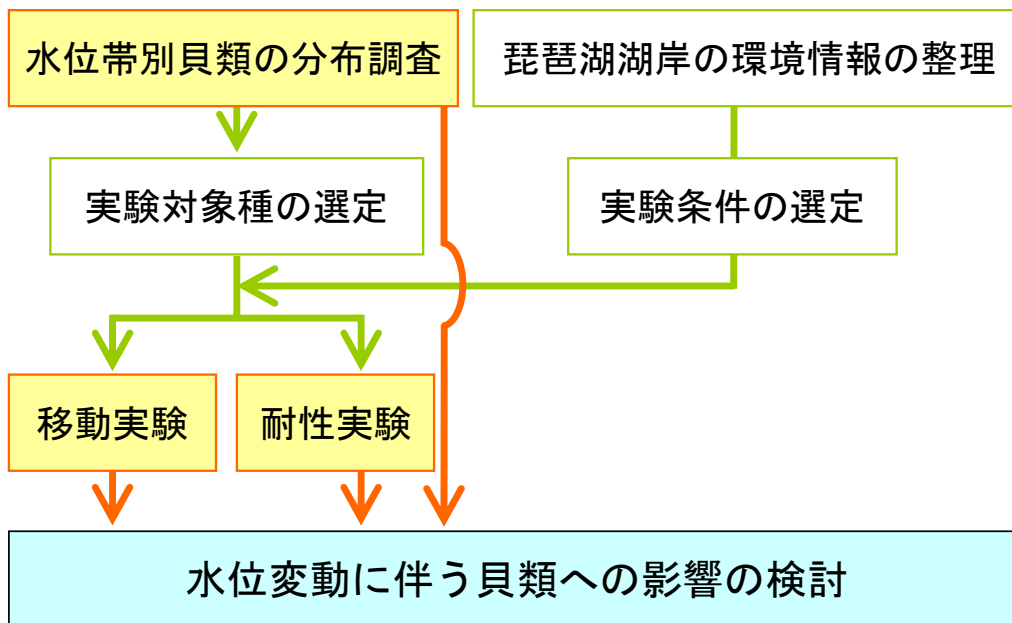 水位帯別貝類の分布調査
琵琶湖湖岸の環境情報の整理
実験対象種の選定
実験条件の選定
移動実験
耐性実験
水位変動に伴う貝類への影響の検討